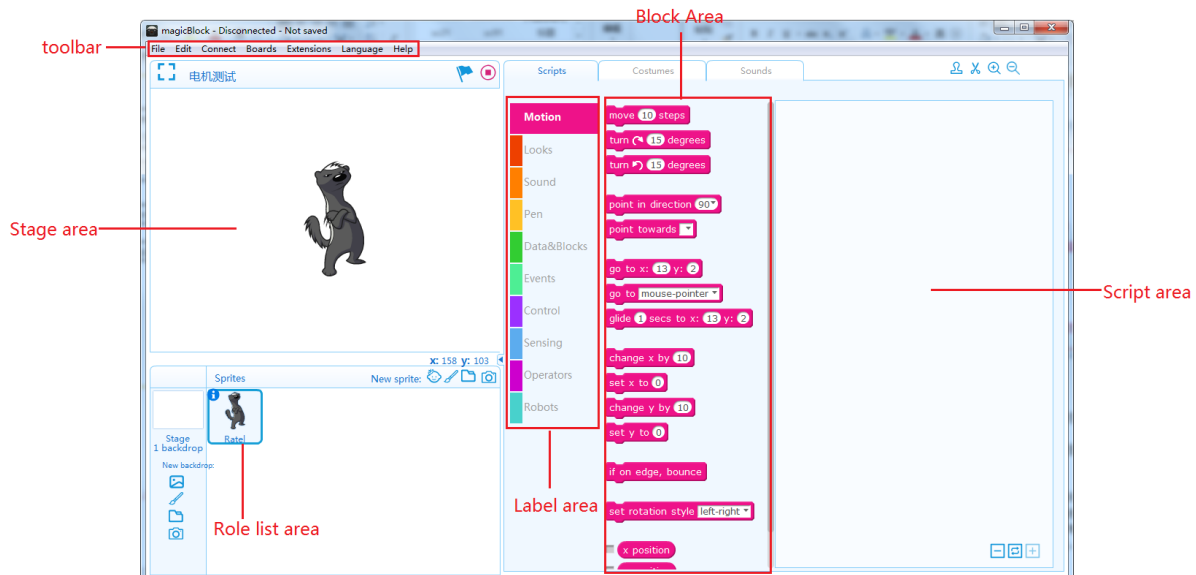 Block Area
magicBlock - Disconnected - Not saved
toolbar
File Edit Connect Boards Extensions Language Help
电机测试
Scripts Costumes Sounds
Motion
Looks
Sound
Pen
Data&Blocks
Events
Control
Sensing
Operators
Robots
move 10 steps
turn 15 degrees
turn 15 degrees
point in direction 90
point towards
go to x: 13 y: 2
go to mouse-pointer
glide 1 secs to x: 13 y: 2
change x by 10
set x to 0
change y by 10
set y to 0
if on edge, bounce
set rotation style left-right
x position
Stage area
Script area
x: 158 y: 103
Sprites New sprite:
Ratel
Stage
1 backdrop
New backdrop:
Role list area
Label area